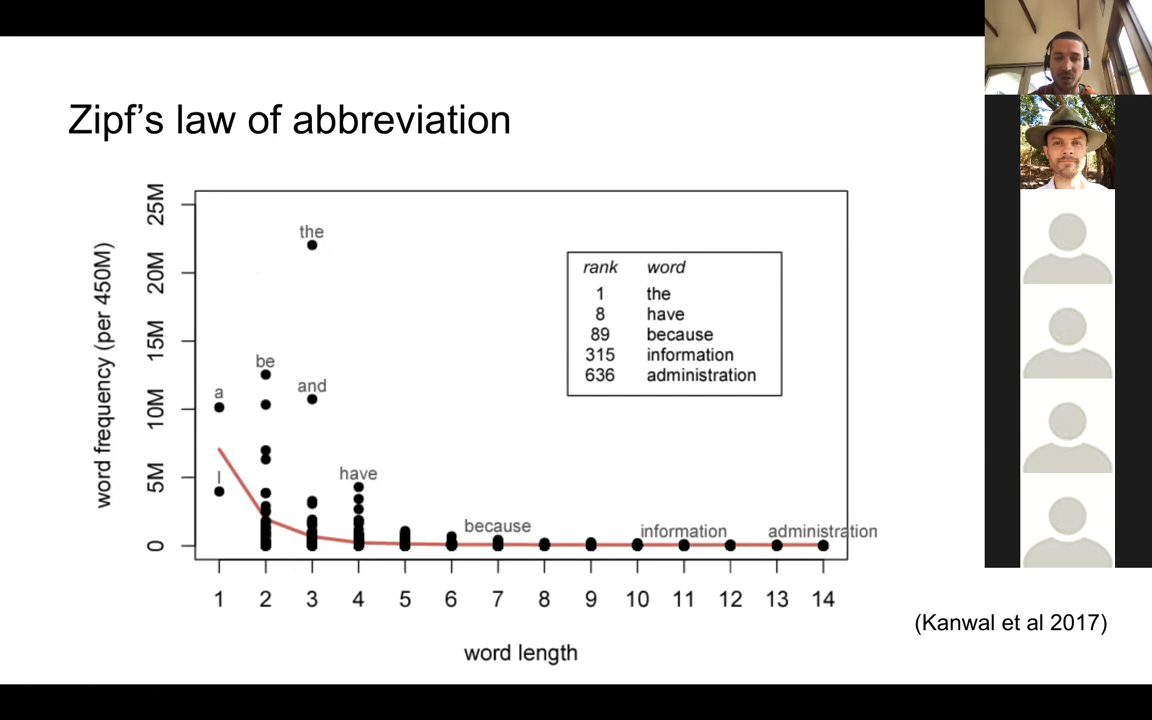 Zipf’s law of abbreviation
word frequency (per 450M)
25M
20M
15M
10M
5M
0
the
be
and
a
I
have
because
information
administration
rank word
1 the
8 have
89 because
315 information
636 administration
1 2 3 4 5 6 7 8 9 10 11 12 13 14
word length
(Kanwal et al 2017)